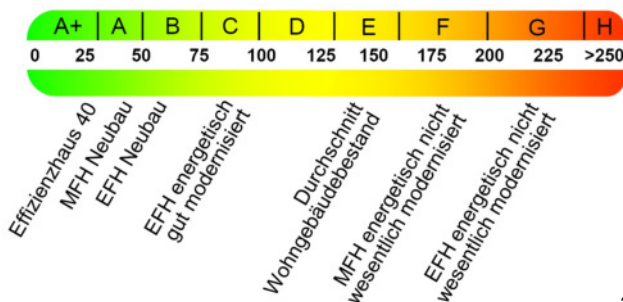 A+ A B C D E F G H
0 25 50 75 100 125 150 175 200 225 >250
Effizienzhaus 40
MFH Neubau
EFH Neubau
EFH energetisch
gut modernisiert
Durchschnitt
Wohngebäudebestand
MFH energetisch nicht
wesentlich modernisiert
EFH energetisch nicht
wesentlich modernisiert